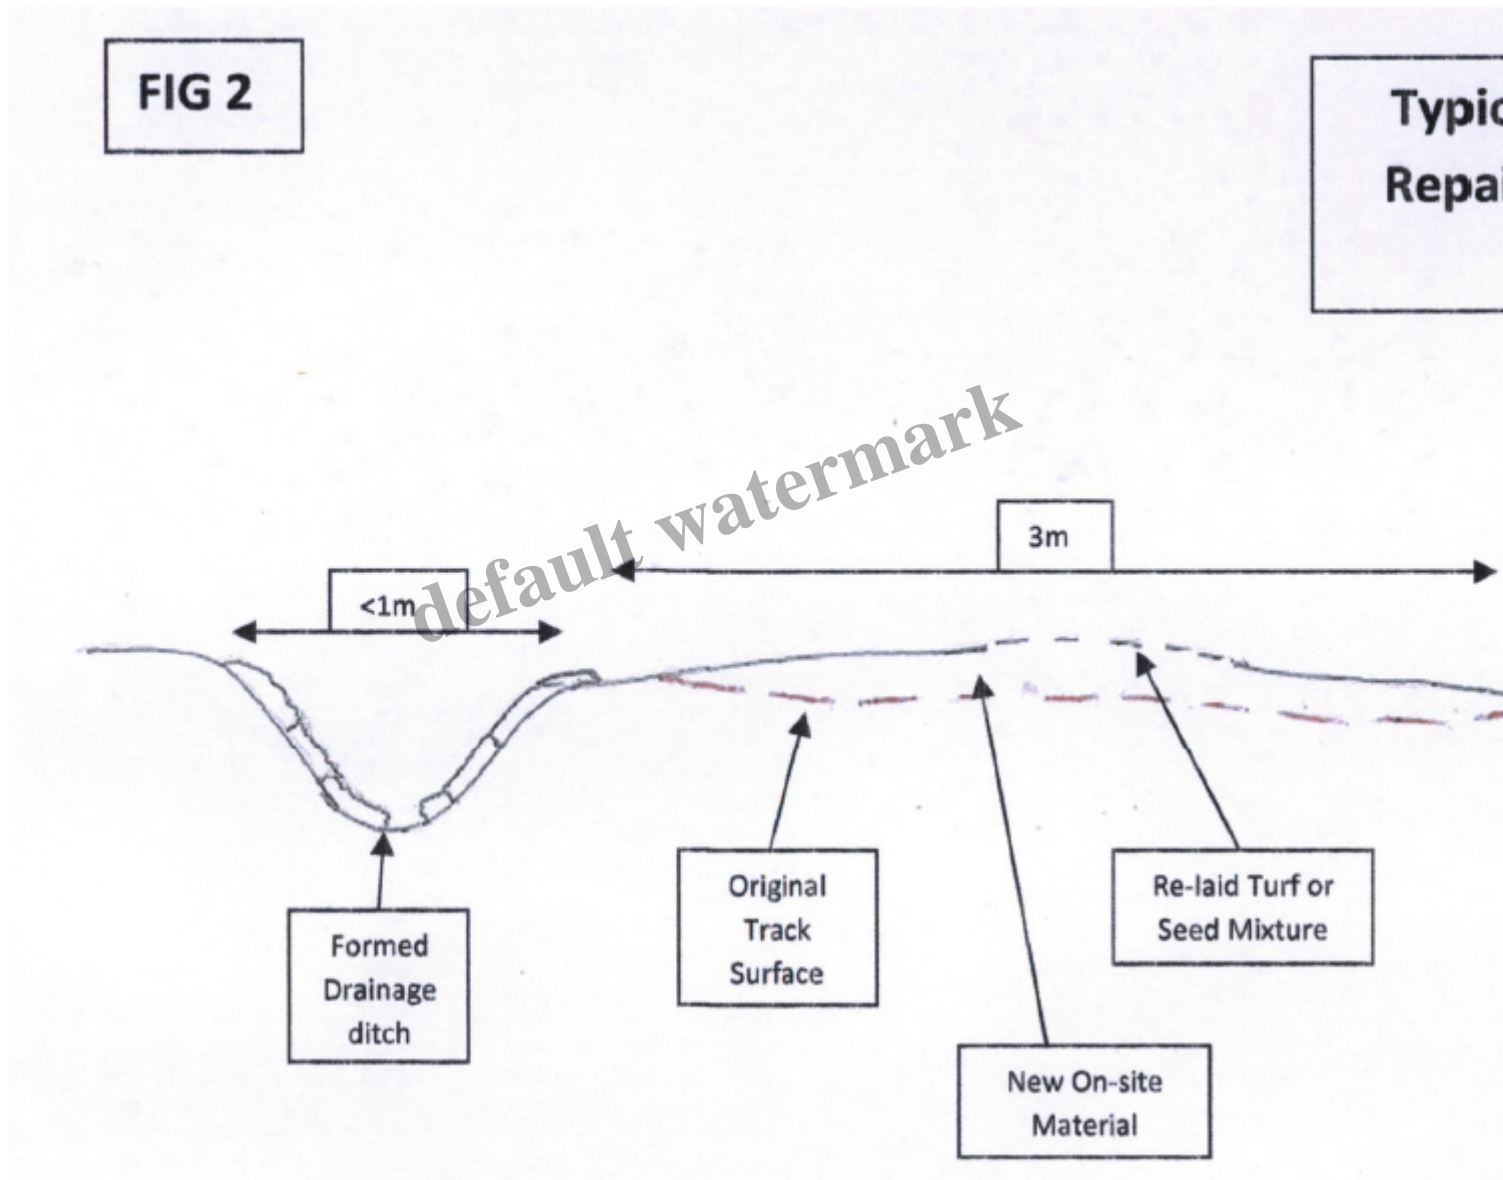 FIG 2
Typic
Repai
default watermark
3m
<1m
Original
Track
Surface
Re-laid Turf or
Seed Mixture
Formed
Drainage
ditch
New On-site
Material